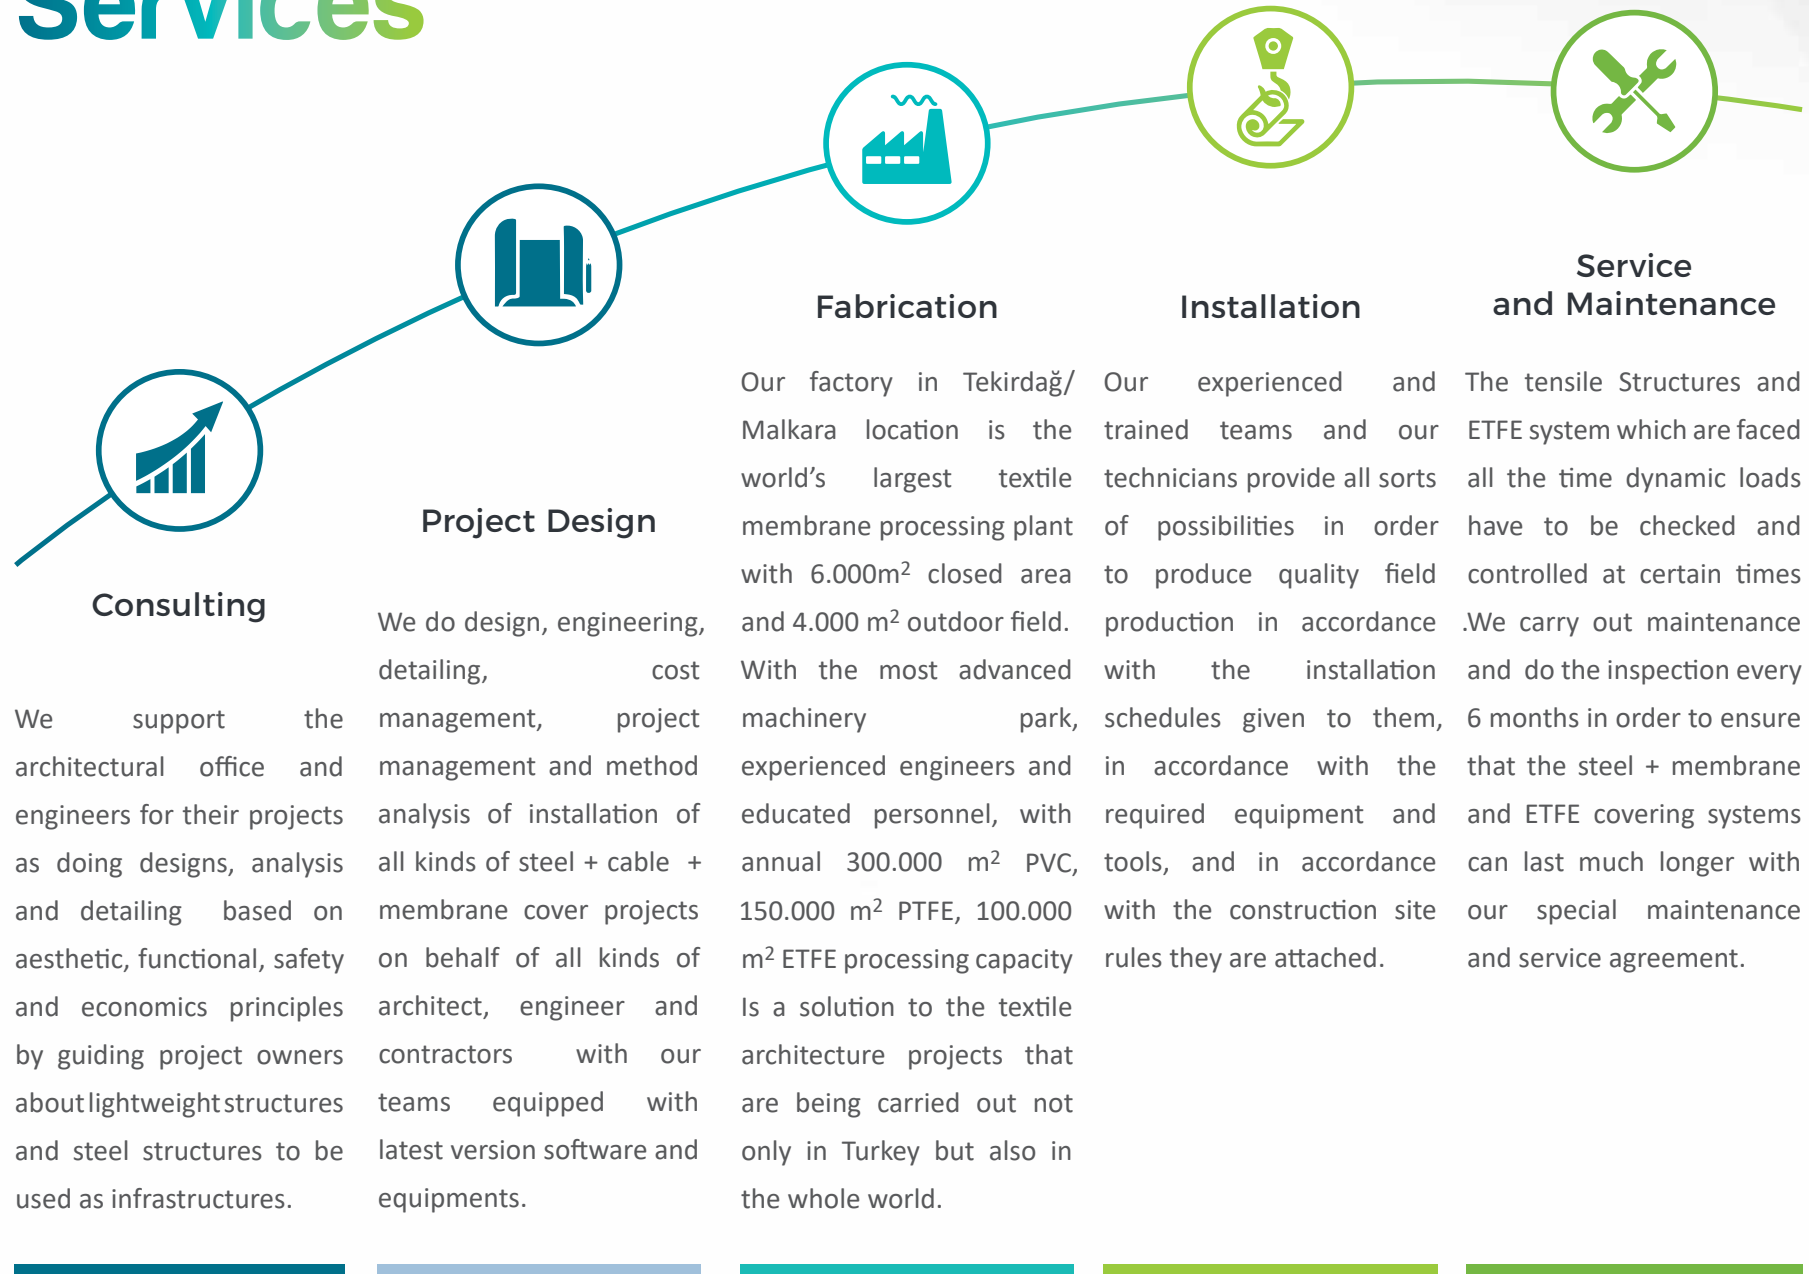 Services
Consulting
We support the
architectural office and
engineers for their projects
as doing designs, analysis
and detailing based on
aesthetic, functional, safety
and economics principles
by guiding project owners
about lightweight structures
and steel structures to be
used as infrastructures.
Project Design
We do design, engineering,
detailing, cost
management, project
management and method
analysis of installation of
all kinds of steel + cable +
membrane cover projects
on behalf of all kinds of
architect, engineer and
contractors with our
teams equipped with
latest version software and
equipments.
Fabrication
Our factory in Tekirdağ/
Malkara location is the
world’s largest textile
membrane processing plant
with 6.000m² closed area
and 4.000 m² outdoor field.
With the most advanced
machinery park,
experienced engineers and
educated personnel, with
annual 300.000 m² PVC,
150.000 m² PTFE, 100.000
m² ETFE processing capacity
Is a solution to the textile
architecture projects that
are being carried out not
only in Turkey but also in
the whole world.
Installation
Our experienced and
trained teams and our
technicians provide all sorts
of possibilities in order
to produce quality field
production in accordance
with the installation
schedules given to them,
in accordance with the
required equipment and
tools, and in accordance
with the construction site
rules they are attached.
Service
and Maintenance
The tensile Structures and
ETFE system which are faced
all the time dynamic loads
have to be checked and
controlled at certain times
.We carry out maintenance
and do the inspection every
6 months in order to ensure
that the steel + membrane
and ETFE covering systems
can last much longer with
our special maintenance
and service agreement.